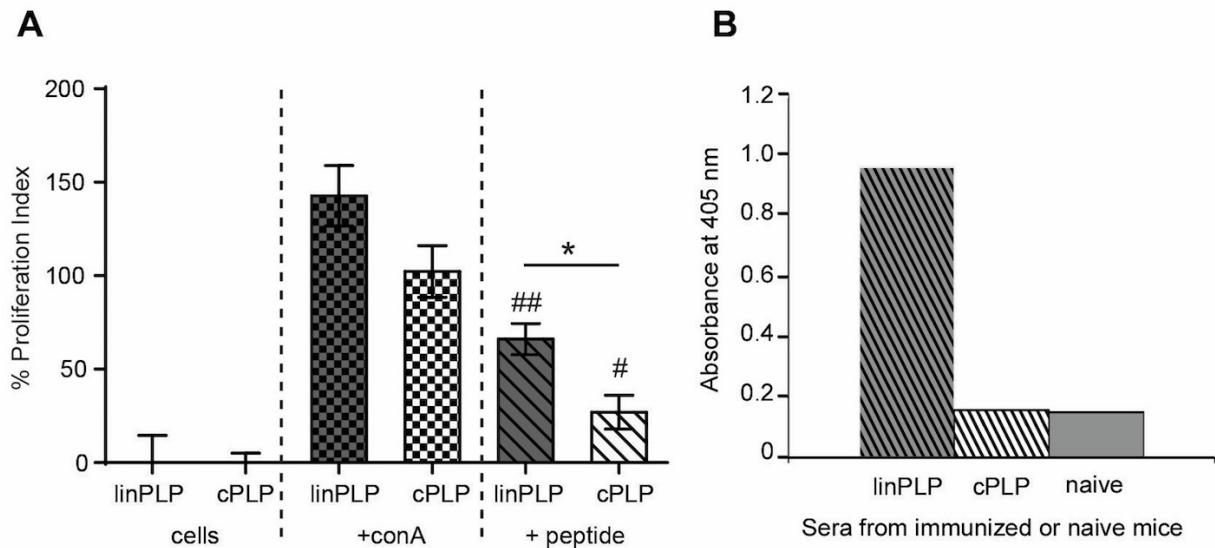 A
% Proliferation Index
200
150
100
50
0
*
##
#
linPLP cPLP linPLP cPLP linPLP cPLP
cells +conA + peptide
B
Absorbance at 405 nm
1.2
1.0
0.8
0.6
0.4
0.2
0
linPLP cPLP naive
Sera from immunized or naive mice